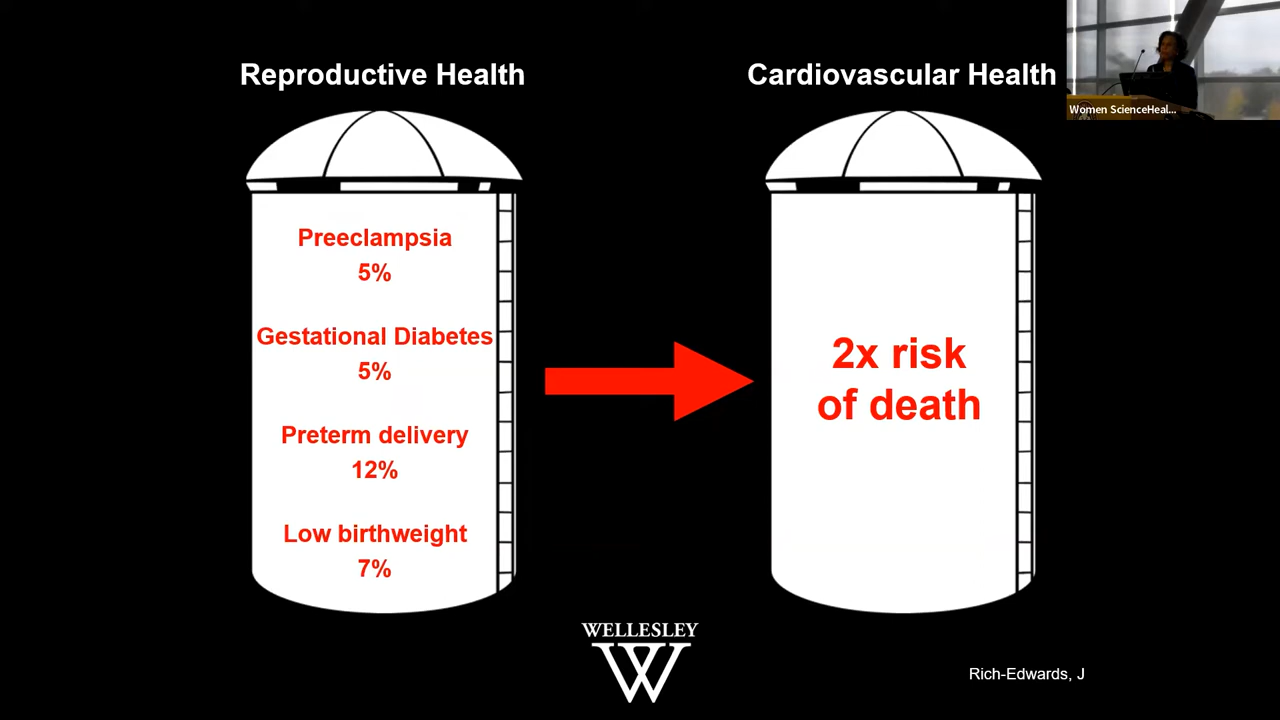 Reproductive Health
Cardiovascular Health
Women ScienceHeal...
Preeclampsia
5%
Gestational Diabetes
5%
Preterm delivery
12%
Low birthweight
7%
2x risk
of death
WELLESLEY
W
Rich-Edwards, J